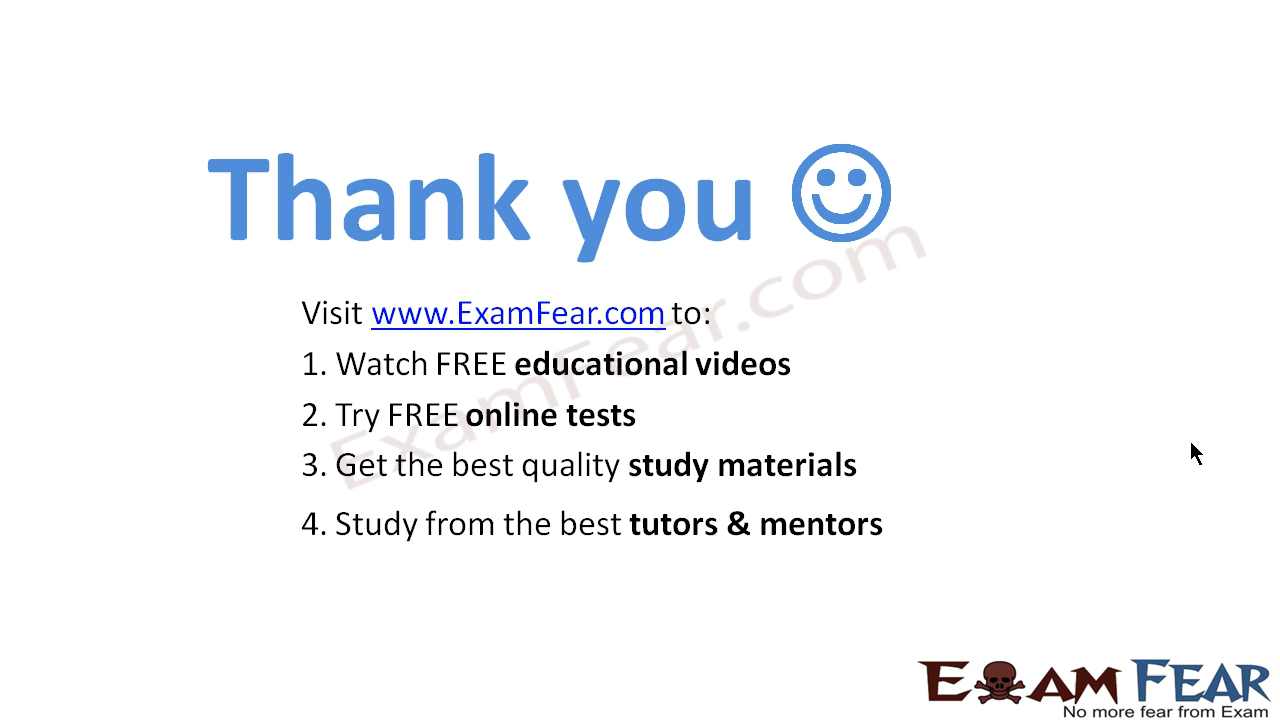 Thank you ☺
Visit www.ExamFear.com to:
1. Watch FREE educational videos
2. Try FREE online tests
3. Get the best quality study materials
4. Study from the best tutors & mentors
ExamFear.com
EXAM FEAR
No more fear from Exam